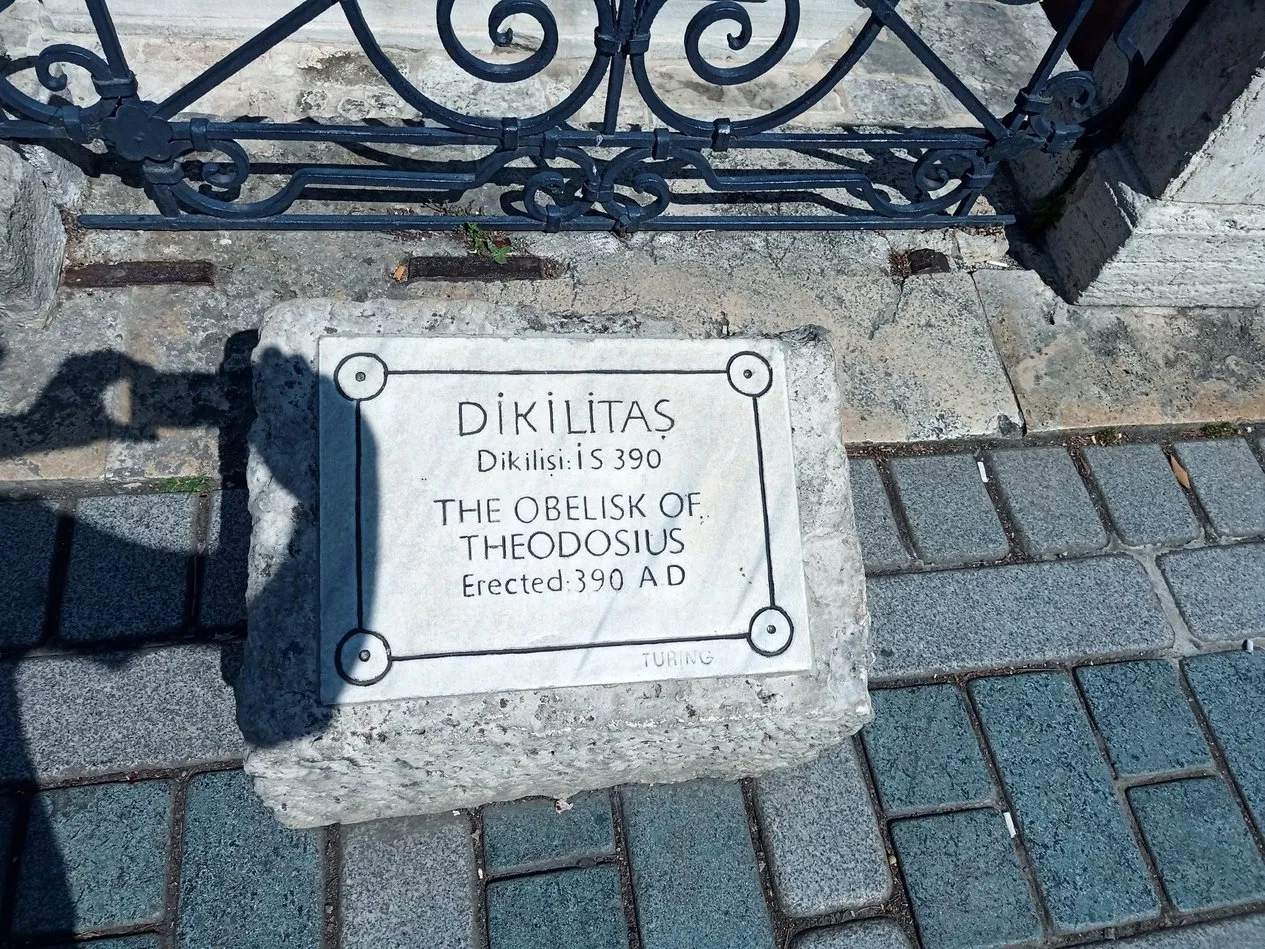 DİKİLİTAŞ
Dikilişi: İS 390
THE OBELISK OF
THEODOSIUS
Erected: 390 AD
TURING